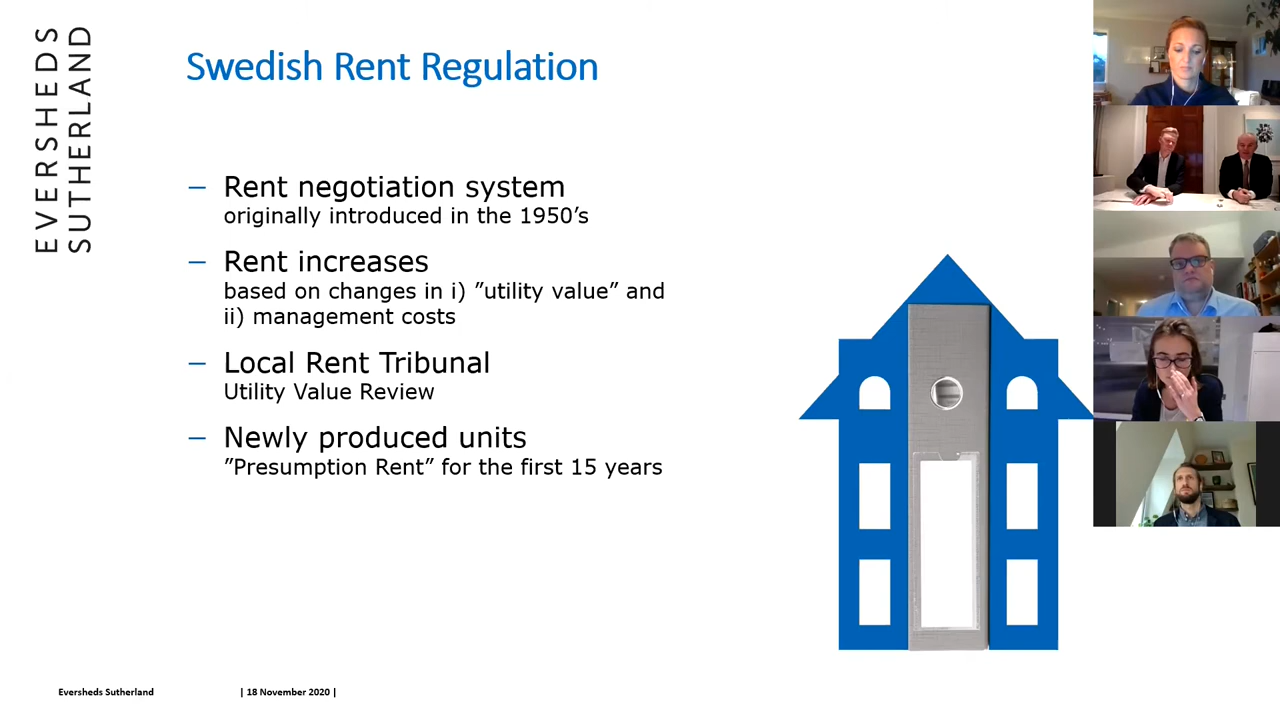 EVERSHEDS
SUTHERLAND
Swedish Rent Regulation
– Rent negotiation system
originally introduced in the 1950’s
– Rent increases
based on changes in i) ”utility value” and
ii) management costs
– Local Rent Tribunal
Utility Value Review
– Newly produced units
”Presumption Rent” for the first 15 years
Eversheds Sutherland | 18 November 2020 |